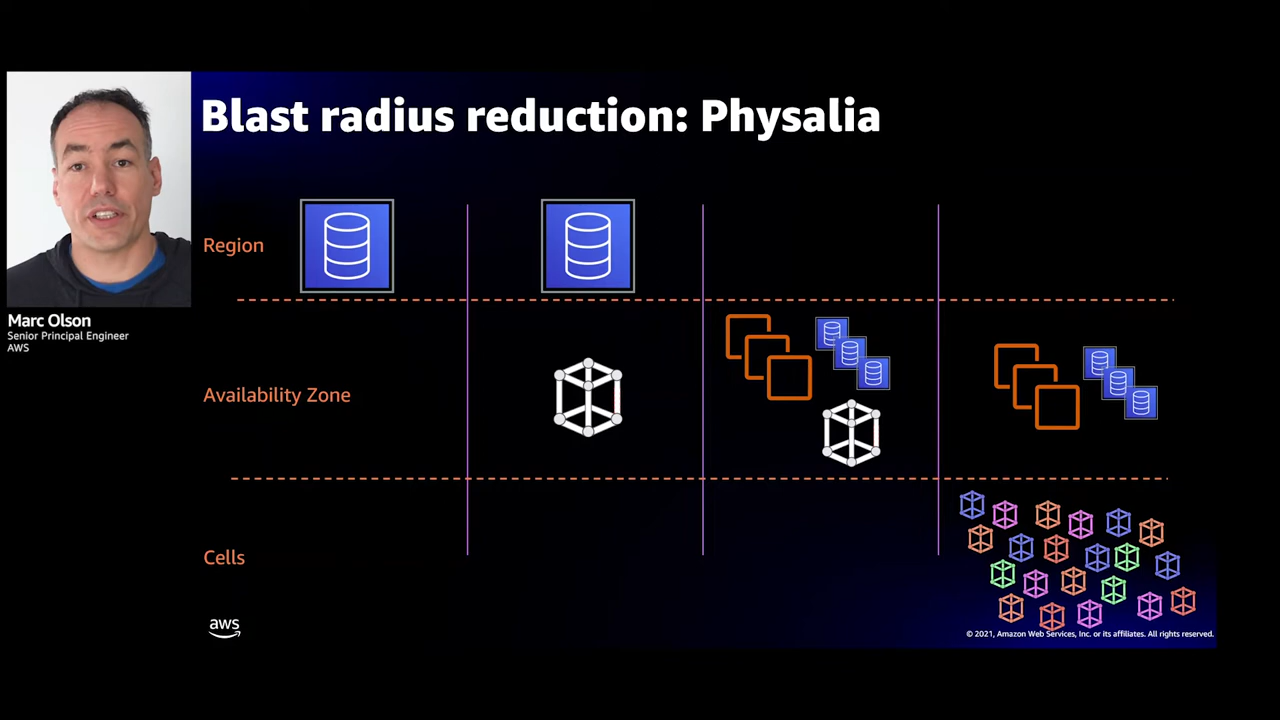 Blast radius reduction: Physalia
Region
Marc Olson
Senior Principal Engineer
AWS
Availability Zone
Cells
aws
© 2021, Amazon Web Services, Inc. or its affiliates. All rights reserved.